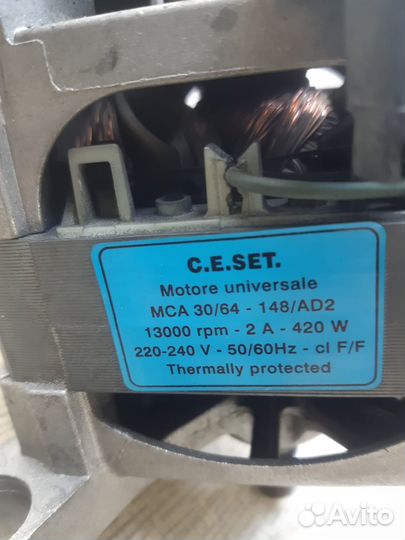 C.E.SET.
Motore universale
MCA 30/64 - 148/AD2
13000 rpm - 2 A - 420 W
220-240 V - 50/60Hz - cl F/F
Thermally protected
Avito